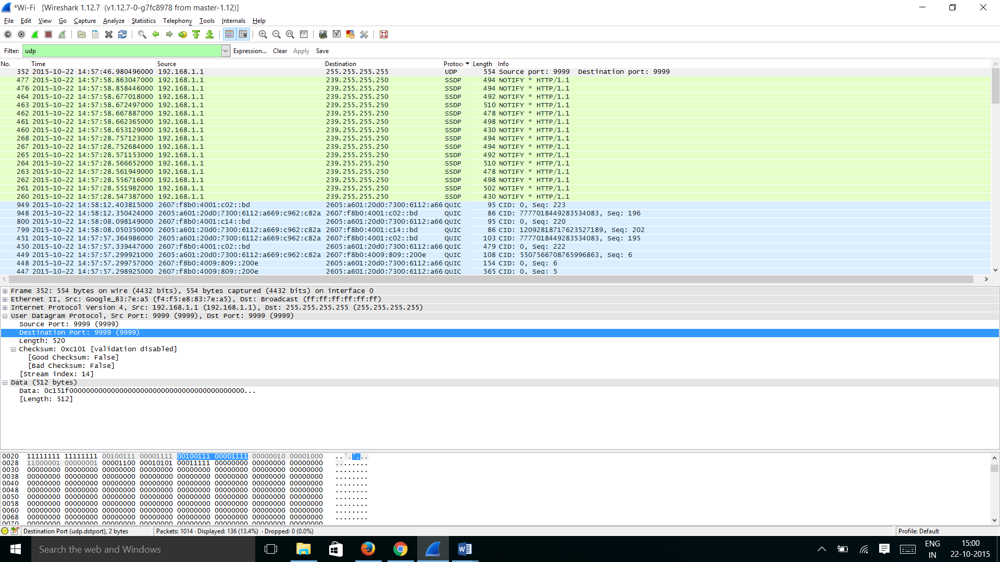 *Wi-Fi [Wireshark 1.12.7 (v1.12.7-0-g7fc8978 from master-1.12)]
File Edit View Go Capture Analyze Statistics Telephony Tools Internals Help
Filter: udp Expression... Clear Apply Save
No. Time Source Destination Protoc Length Info
352 2015-10-22 14:57:46.980496000 192.168.1.1 255.255.255.255 UDP 554 Source port: 9999 Destination port: 9999
477 2015-10-22 14:57:58.863047000 192.168.1.1 239.255.255.250 SSDP 494 NOTIFY * HTTP/1.1
476 2015-10-22 14:57:58.858446000 192.168.1.1 239.255.255.250 SSDP 494 NOTIFY * HTTP/1.1
464 2015-10-22 14:57:58.677018000 192.168.1.1 239.255.255.250 SSDP 492 NOTIFY * HTTP/1.1
463 2015-10-22 14:57:58.672497000 192.168.1.1 239.255.255.250 SSDP 510 NOTIFY * HTTP/1.1
462 2015-10-22 14:57:58.667887000 192.168.1.1 239.255.255.250 SSDP 478 NOTIFY * HTTP/1.1
461 2015-10-22 14:57:58.662365000 192.168.1.1 239.255.255.250 SSDP 498 NOTIFY * HTTP/1.1
460 2015-10-22 14:57:58.653129000 192.168.1.1 239.255.255.250 SSDP 430 NOTIFY * HTTP/1.1
268 2015-10-22 14:57:28.757123000 192.168.1.1 239.255.255.250 SSDP 494 NOTIFY * HTTP/1.1
267 2015-10-22 14:57:28.752684000 192.168.1.1 239.255.255.250 SSDP 494 NOTIFY * HTTP/1.1
265 2015-10-22 14:57:28.571153000 192.168.1.1 239.255.255.250 SSDP 492 NOTIFY * HTTP/1.1
264 2015-10-22 14:57:28.566652000 192.168.1.1 239.255.255.250 SSDP 510 NOTIFY * HTTP/1.1
263 2015-10-22 14:57:28.561949000 192.168.1.1 239.255.255.250 SSDP 478 NOTIFY * HTTP/1.1
262 2015-10-22 14:57:28.556716000 192.168.1.1 239.255.255.250 SSDP 498 NOTIFY * HTTP/1.1
261 2015-10-22 14:57:28.551982000 192.168.1.1 239.255.255.250 SSDP 502 NOTIFY * HTTP/1.1
260 2015-10-22 14:57:28.547387000 192.168.1.1 239.255.255.250 SSDP 430 NOTIFY * HTTP/1.1
949 2015-10-22 14:58:12.403815000 2607:f8b0:4001:c02::bd 2605:a601:20d0:7300:6112:a66 QUIC 95 CID: 0, Seq: 223
948 2015-10-22 14:58:12.350424000 2605:a601:20d0:7300:6112:a669:c962:c82a 2607:f8b0:4001:c02::bd QUIC 86 CID: 7777018449283534083, Seq: 196
800 2015-10-22 14:58:08.098149000 2607:f8b0:4001:c14::bd 2605:a601:20d0:7300:6112:a66 QUIC 95 CID: 0, Seq: 220
799 2015-10-22 14:58:08.050350000 2605:a601:20d0:7300:6112:a669:c962:c82a 2607:f8b0:4001:c14::bd QUIC 86 CID: 12092818717623527189, Seq: 202
451 2015-10-22 14:57:57.364986000 2605:a601:20d0:7300:6112:a669:c962:c82a 2607:f8b0:4001:c02::bd QUIC 103 CID: 7777018449283534083, Seq: 195
450 2015-10-22 14:57:57.339447000 2607:f8b0:4001:c02::bd 2605:a601:20d0:7300:6112:a66 QUIC 479 CID: 0, Seq: 222
449 2015-10-22 14:57:57.299921000 2605:a601:20d0:7300:6112:a669:c962:c82a 2607:f8b0:4009:809::200e QUIC 108 CID: 5507566708765996863, Seq: 6
448 2015-10-22 14:57:57.299757000 2607:f8b0:4009:809::200e 2605:a601:20d0:7300:6112:a66 QUIC 154 CID: 0, Seq: 6
447 2015-10-22 14:57:57.298925000 2607:f8b0:4009:809::200e 2605:a601:20d0:7300:6112:a66 QUIC 565 CID: 0, Seq: 5
Frame 352: 554 bytes on wire (4432 bits), 554 bytes captured (4432 bits) on interface 0
Ethernet II, Src: Google_83:7e:a5 (f4:f5:e8:83:7e:a5), Dst: Broadcast (ff:ff:ff:ff:ff:ff)
Internet Protocol Version 4, Src: 192.168.1.1 (192.168.1.1), Dst: 255.255.255.255 (255.255.255.255)
User Datagram Protocol, Src Port: 9999 (9999), Dst Port: 9999 (9999)
Source Port: 9999 (9999)
Destination Port: 9999 (9999)
Length: 520
Checksum: 0xc101 [validation disabled]
[Good Checksum: False]
[Bad Checksum: False]
[Stream index: 14]
Data (512 bytes)
Data: 0c151f000000000000000000000000000000000000000000...
[Length: 512]
0020 11111111 11111111 00100111 00001111 00100111 00001111 00000010 00001000 ..'.'...
0028 11000001 00000001 00001100 00010101 00011111 00000000 00000000 00000000 ........
0030 00000000 00000000 00000000 00000000 00000000 00000000 00000000 00000000 ........
0038 00000000 00000000 00000000 00000000 00000000 00000000 00000000 00000000 ........
0040 00000000 00000000 00000000 00000000 00000000 00000000 00000000 00000000 ........
0048 00000000 00000000 00000000 00000000 00000000 00000000 00000000 00000000 ........
0050 00000000 00000000 00000000 00000000 00000000 00000000 00000000 00000000 ........
0058 00000000 00000000 00000000 00000000 00000000 00000000 00000000 00000000 ........
0060 00000000 00000000 00000000 00000000 00000000 00000000 00000000 00000000 ........
0068 00000000 00000000 00000000 00000000 00000000 00000000 00000000 00000000 ........
Destination Port (udp.dstport), 2 bytes Packets: 1014 · Displayed: 136 (13.4%) · Dropped: 0 (0.0%) Profile: Default
Search the web and Windows
ENG 15:00
IN 22-10-2015